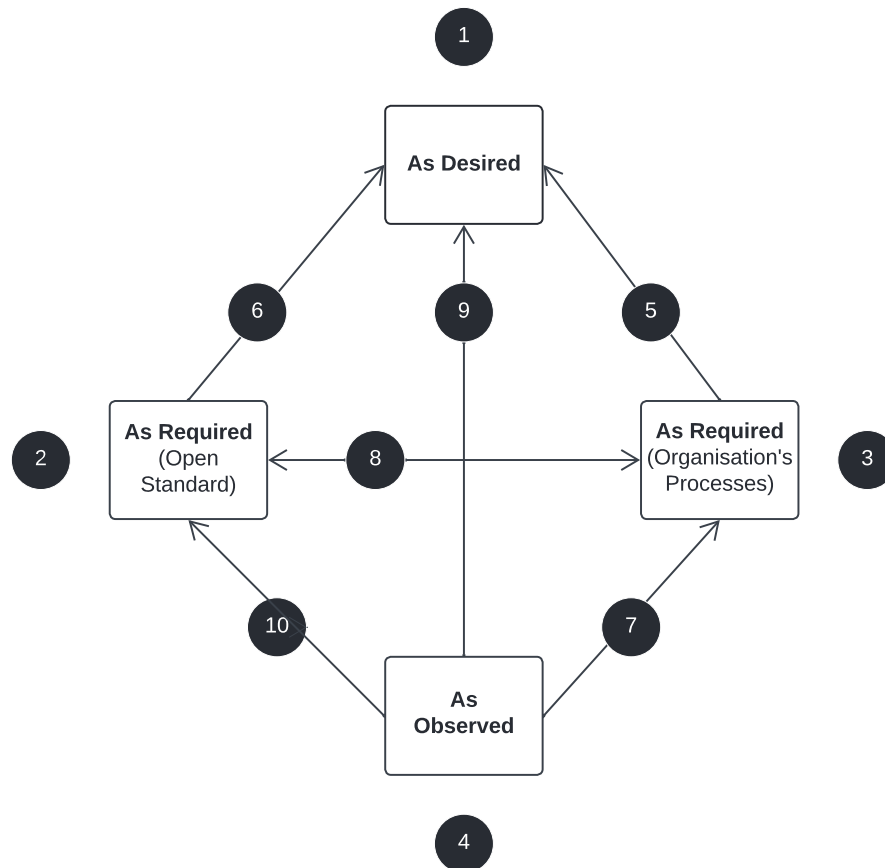 1
As Desired
6
9
5
As Required
(Open
Standard)
As Required
(Organisation's
Processes)
2
8
3
10
7
As
Observed
4